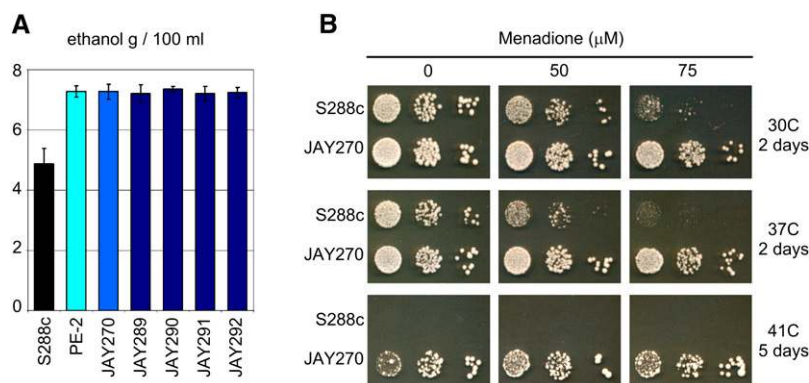 A
ethanol g / 100 ml
8
6
4
2
0
S288c
PE-2
JAY270
JAY289
JAY290
JAY291
JAY292
B
Menadione (μM)
0 50 75
S288c
JAY270
30C
2 days
S288c
JAY270
37C
2 days
S288c
JAY270
41C
5 days